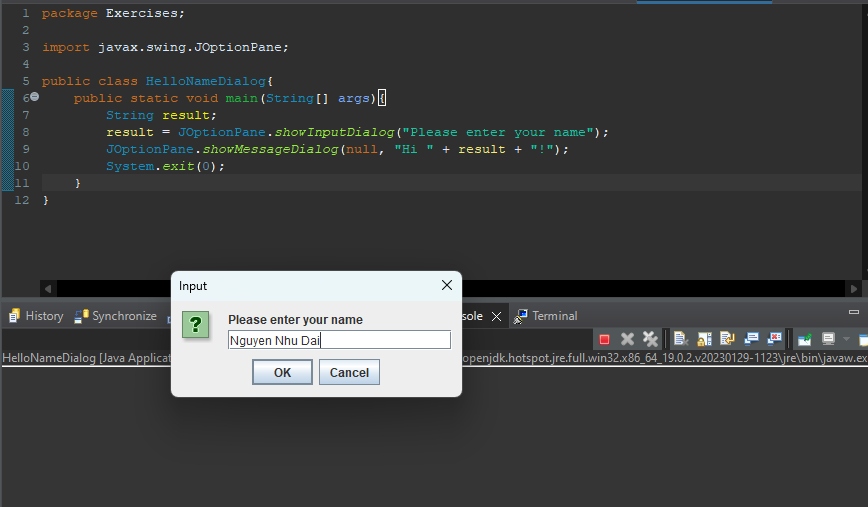 1 package Exercises;
2
3 import javax.swing.JOptionPane;
4
5 public class HelloNameDialog{
6 public static void main(String[] args){
7 String result;
8 result = JOptionPane.showInputDialog("Please enter your name");
9 JOptionPane.showMessageDialog(null, "Hi " + result + "!");
10 System.exit(0);
11 }
12 }
Input
Please enter your name
Nguyen Nhu Dai
OK Cancel
History Synchronize sole Terminal
HelloNameDialog [Java Applicat openjdk.hotspot.jre.full.win32.x86_64_19.0.2.v20230129-1123\jre\bin\javaw.ex